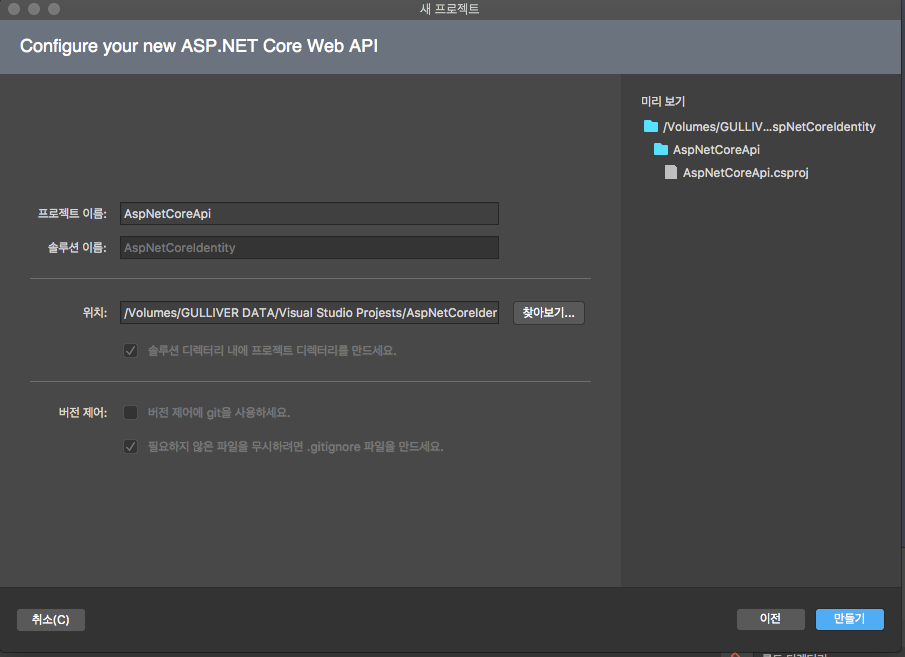 새 프로젝트
Configure your new ASP.NET Core Web API
미리 보기
/Volumes/GULLIV...spNetCoreIdentity
AspNetCoreApi
AspNetCoreApi.csproj
프로젝트 이름: AspNetCoreApi
솔루션 이름: AspNetCoreIdentity
위치: /Volumes/GULLIVER DATA/Visual Studio Projests/AspNetCoreIder 찾아보기...
솔루션 디렉터리 내에 프로젝트 디렉터리를 만드세요.
버전 제어: 버전 제어에 git을 사용하세요.
필요하지 않은 파일을 무시하려면 .gitignore 파일을 만드세요.
취소(C) 이전 만들기